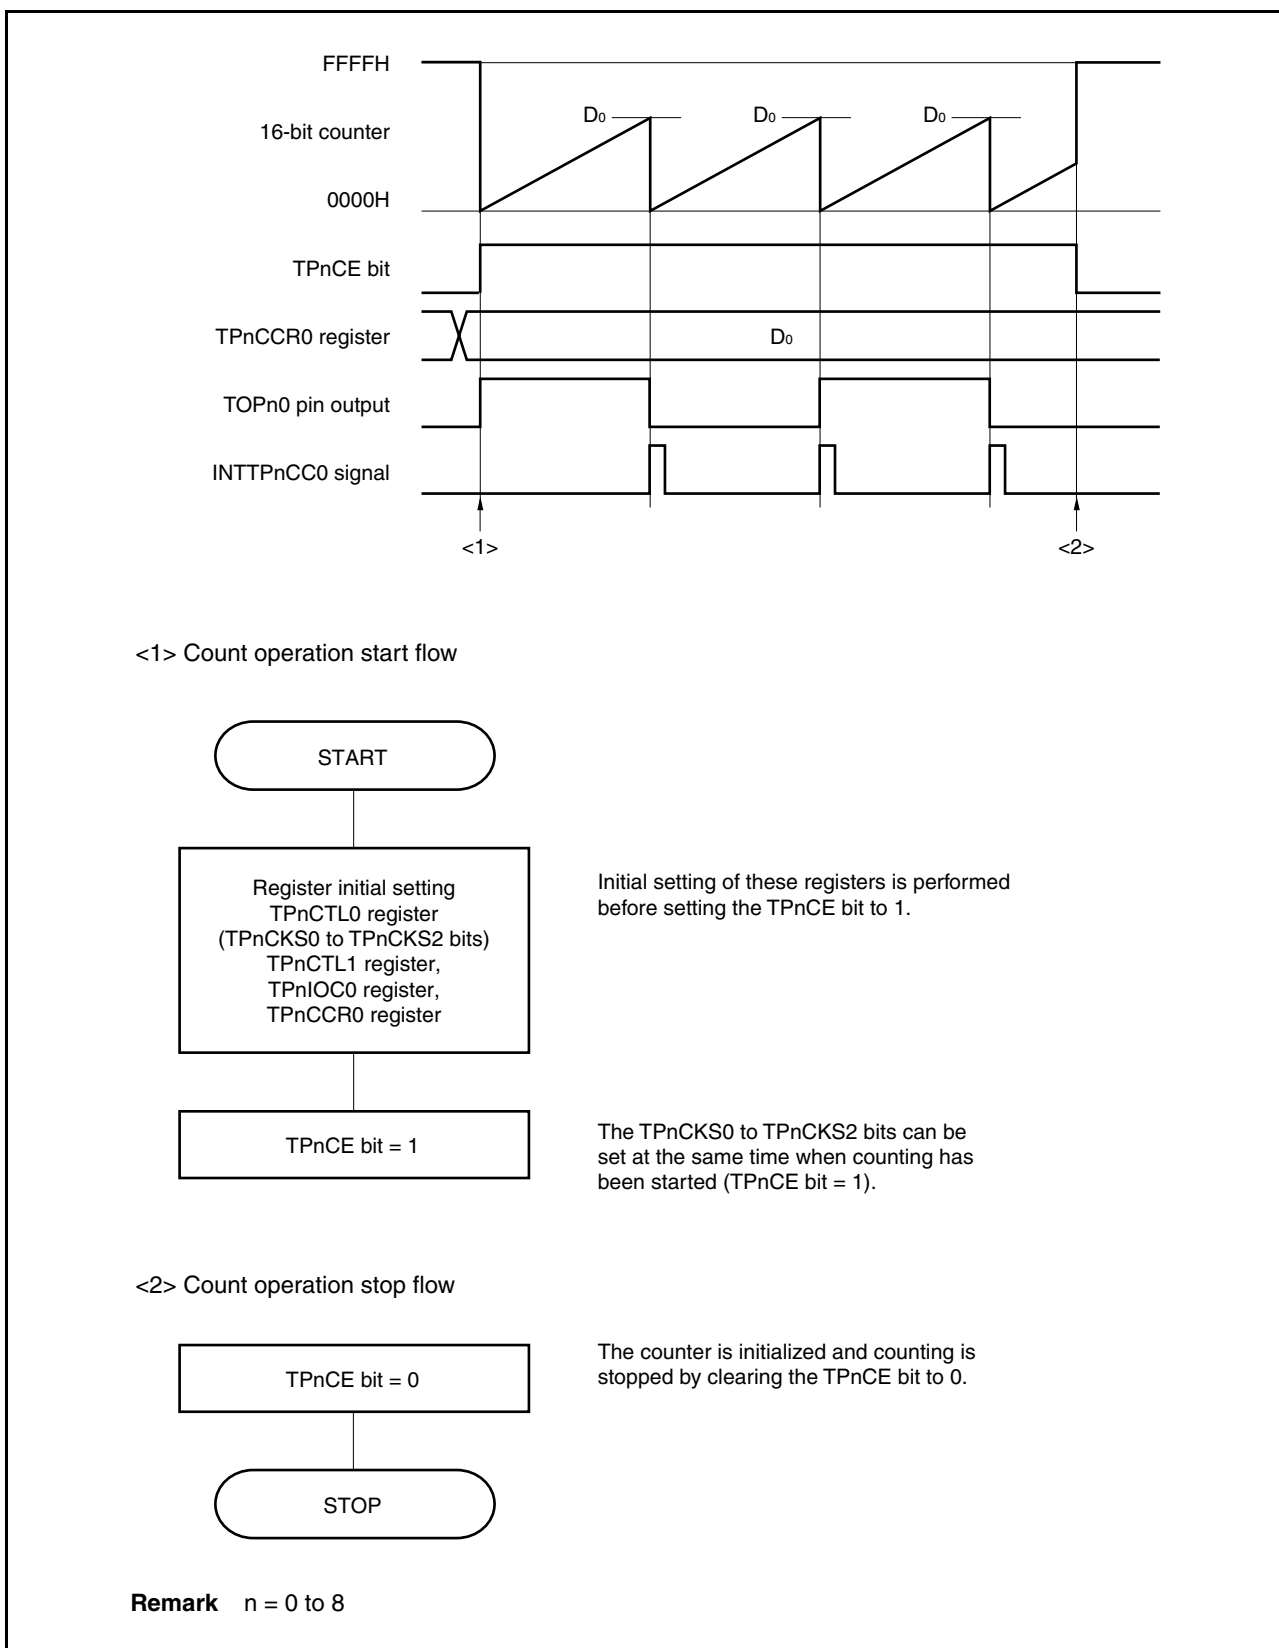 FFFFH
D0 D0 D0
16-bit counter
0000H
TPnCE bit
TPnCCR0 register D0
TOPn0 pin output
INTTPnCC0 signal
<1> <2>
<1> Count operation start flow
START
Register initial setting
TPnCTL0 register
(TPnCKS0 to TPnCKS2 bits)
TPnCTL1 register,
TPnIOC0 register,
TPnCCR0 register
Initial setting of these registers is performed
before setting the TPnCE bit to 1.
TPnCE bit = 1
The TPnCKS0 to TPnCKS2 bits can be
set at the same time when counting has
been started (TPnCE bit = 1).
<2> Count operation stop flow
TPnCE bit = 0
The counter is initialized and counting is
stopped by clearing the TPnCE bit to 0.
STOP
Remark n = 0 to 8